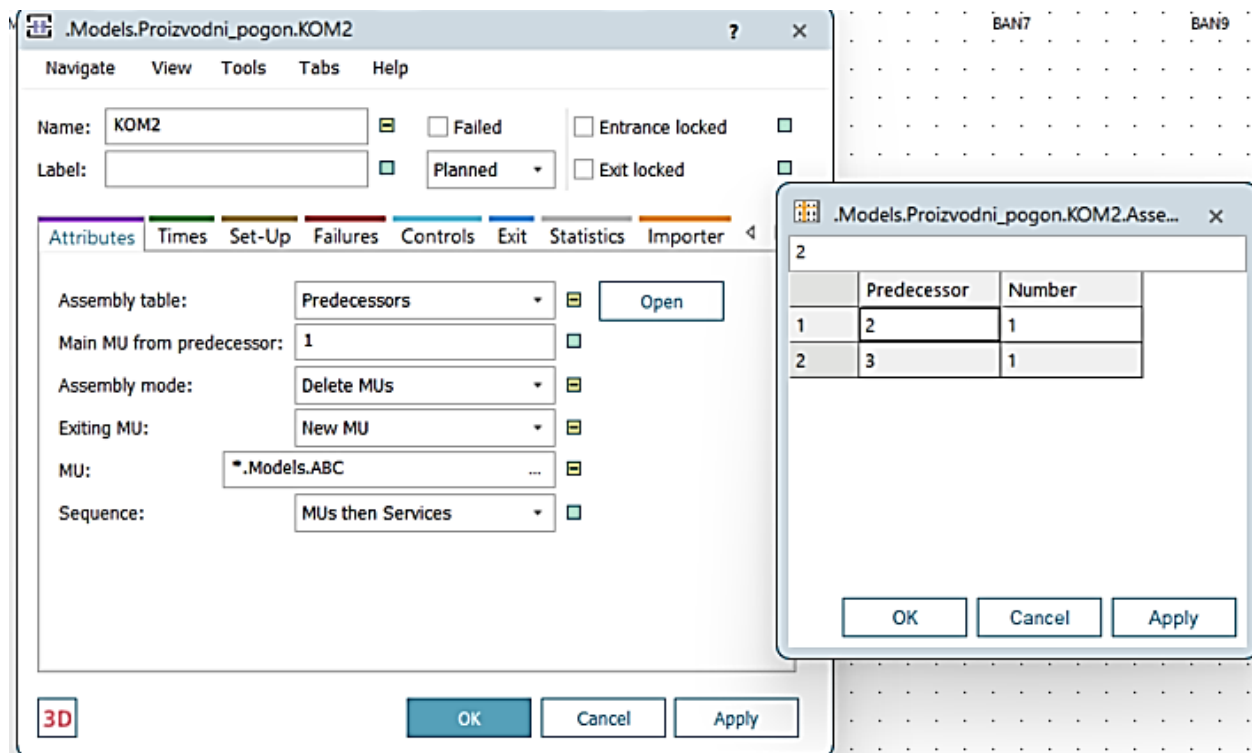 .Models.Proizvodni_pogon.KOM2 ? ×
Navigate View Tools Tabs Help
Name: KOM2 Failed Entrance locked
Label: Planned Exit locked
Attributes Times Set-Up Failures Controls Exit Statistics Importer
Assembly table: Predecessors Open
Main MU from predecessor: 1
Assembly mode: Delete MUs
Exiting MU: New MU
MU: *.Models.ABC ...
Sequence: MUs then Services
3D OK Cancel Apply
BAN7 BAN9
.Models.Proizvodni_pogon.KOM2.Asse... ×
2
Predecessor Number
1 2 1
2 3 1
OK Cancel Apply